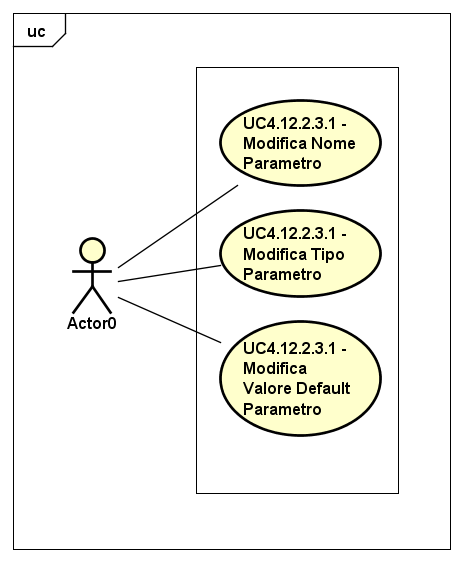 uc
UC4.12.2.3.1 -
Modifica Nome
Parametro
UC4.12.2.3.1 -
Modifica Tipo
Parametro
Actor0
UC4.12.2.3.1 -
Modifica
Valore Default
Parametro